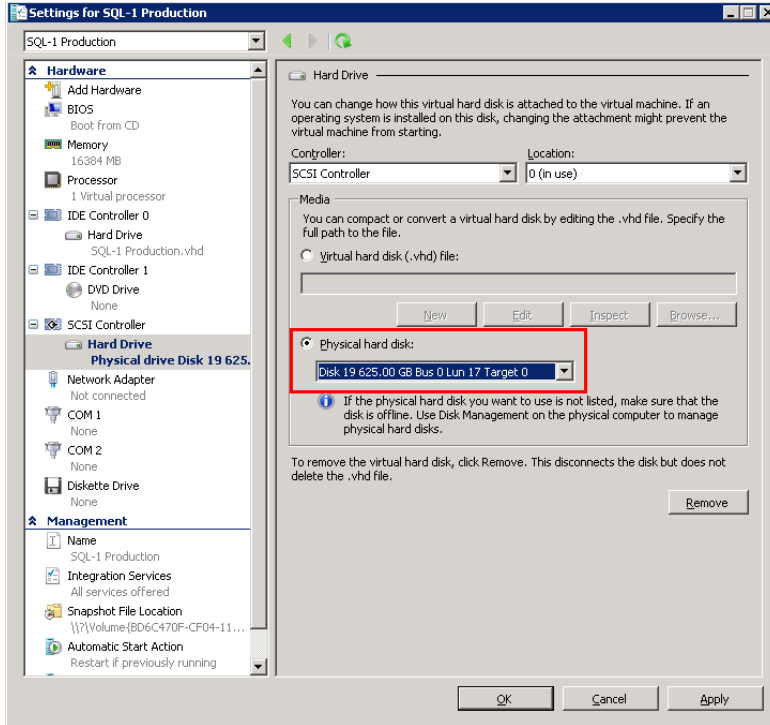 Settings for SQL-1 Production
SQL-1 Production
Hardware
Add Hardware
BIOS
Boot from CD
Memory
16384 MB
Processor
1 Virtual processor
IDE Controller 0
Hard Drive
SQL-1 Production.vhd
IDE Controller 1
DVD Drive
None
SCSI Controller
Hard Drive
Physical drive Disk 19 625.
Network Adapter
Not connected
COM 1
None
COM 2
None
Diskette Drive
None
Management
Name
SQL-1 Production
Integration Services
All services offered
Snapshot File Location
\\?\Volume{BD6C470F-CF04-11...
Automatic Start Action
Restart if previously running
Hard Drive
You can change how this virtual hard disk is attached to the virtual machine. If an
operating system is installed on this disk, changing the attachment might prevent the
virtual machine from starting.
Controller: Location:
SCSI Controller 0 (in use)
Media
You can compact or convert a virtual hard disk by editing the .vhd file. Specify the
full path to the file.
Virtual hard disk (.vhd) file:
New Edit Inspect Browse...
Physical hard disk:
Disk 19 625.00 GB Bus 0 Lun 17 Target 0
If the physical hard disk you want to use is not listed, make sure that the
disk is offline. Use Disk Management on the physical computer to manage
physical hard disks.
To remove the virtual hard disk, click Remove. This disconnects the disk but does not
delete the .vhd file.
Remove
OK Cancel Apply